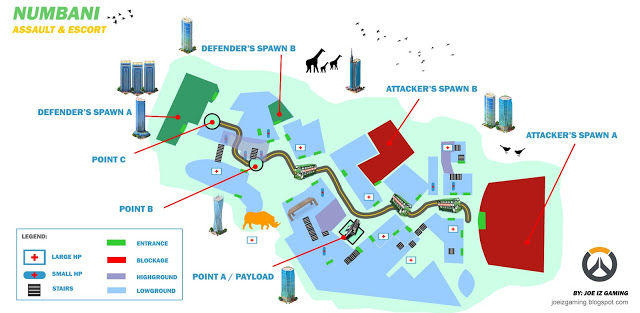 NUMBANI
ASSAULT & ESCORT
DEFENDER'S SPAWN B
DEFENDER'S SPAWN A
ATTACKER'S SPAWN B
ATTACKER'S SPAWN A
POINT C
POINT B
POINT A / PAYLOAD
LEGEND:
LARGE HP
SMALL HP
STAIRS
ENTRANCE
BLOCKAGE
HIGHGROUND
LOWGROUND
BY: JOE IZ GAMING
joeizgaming.blogspot.com